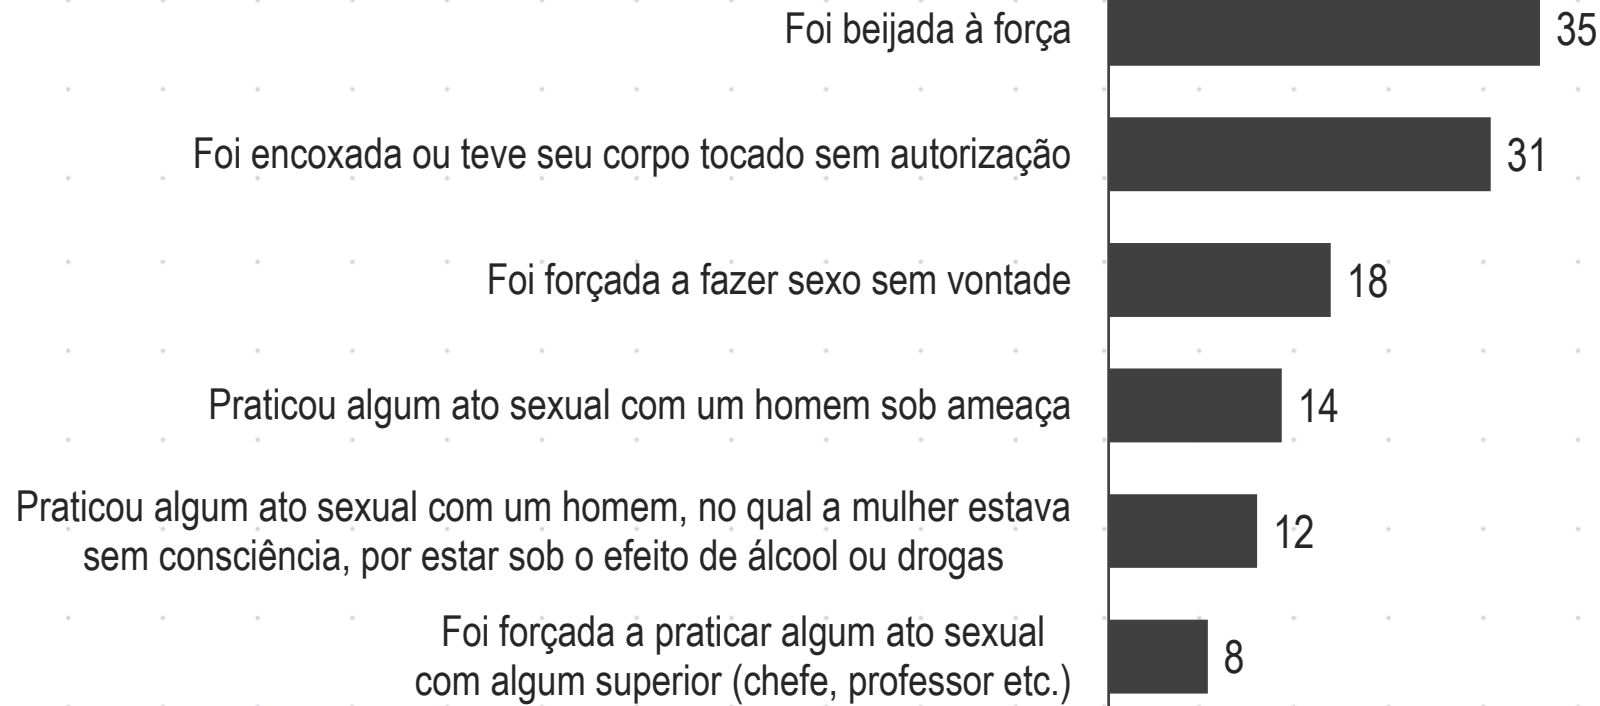 Foi beijada à força 35
Foi encoxada ou teve seu corpo tocado sem autorização 31
Foi forçada a fazer sexo sem vontade 18
Praticou algum ato sexual com um homem sob ameaça 14
Praticou algum ato sexual com um homem, no qual a mulher estava
sem consciência, por estar sob o efeito de álcool ou drogas 12
Foi forçada a praticar algum ato sexual
com algum superior (chefe, professor etc.) 8